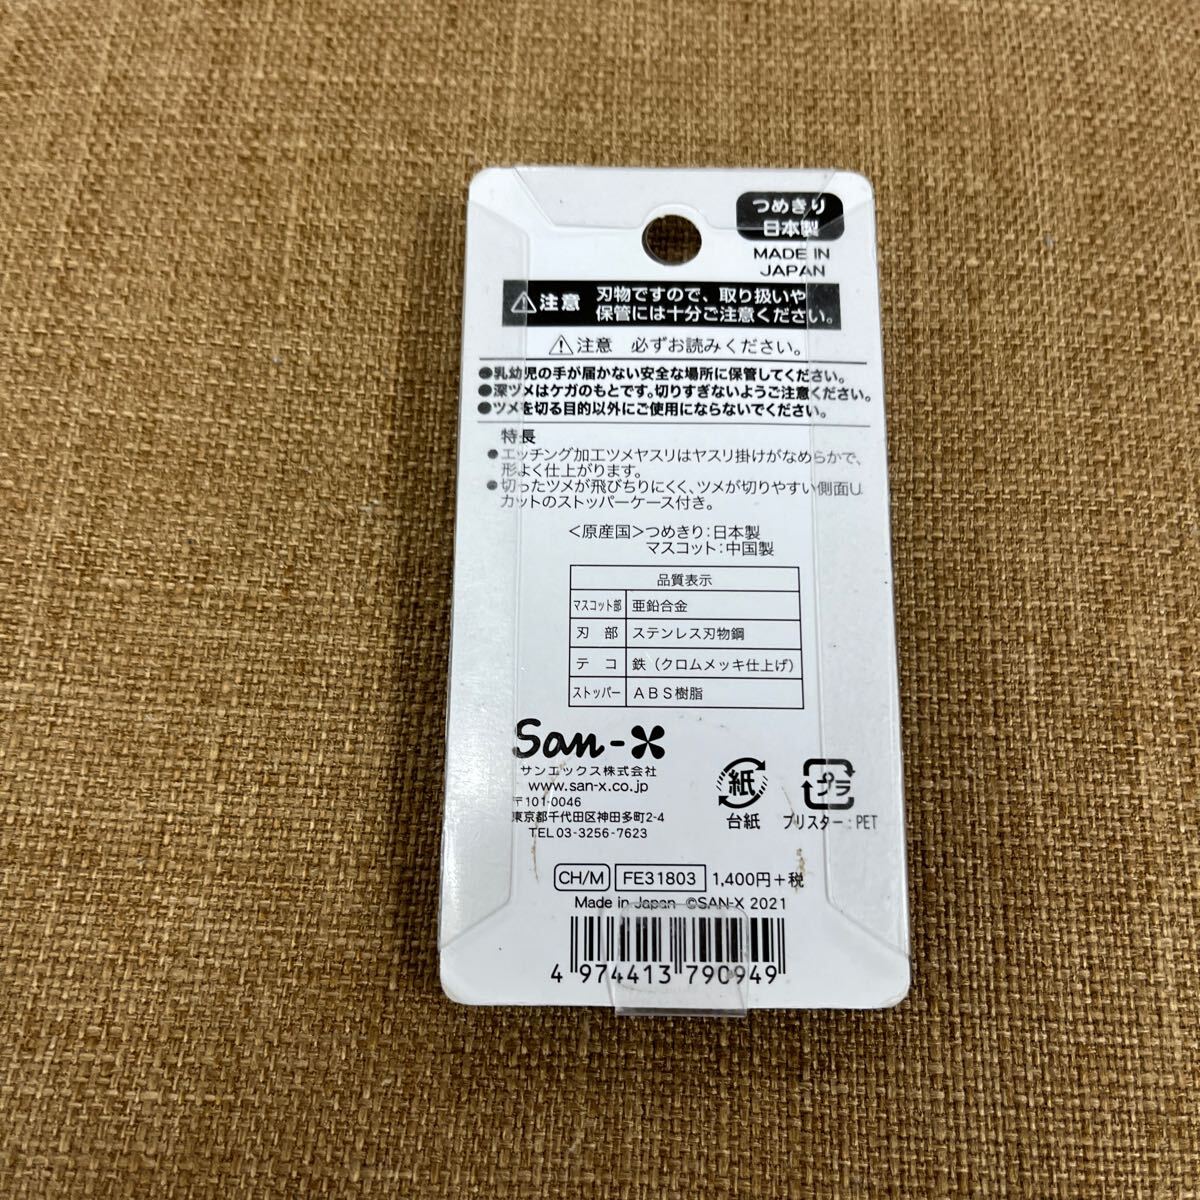 つめきり
日本製
MADE IN
JAPAN
注意 刃物ですので、取り扱いや
保管には十分ご注意ください。
注意 必ずお読みください。
●乳幼児の手が届かない安全な場所に保管してください。
●深ヅメはケガのもとです。切りすぎないようご注意ください。
●ツメを切る目的以外にご使用にならないでください。
特長
●エッチング加工ツメヤスリはヤスリ掛けがなめらかで、
形よく仕上がります。
●切ったツメが飛びちりにくく、ツメが切りやすい側面U
カットのストッパーケース付き。
＜原産国＞つめきり：日本製
マスコット：中国製
品質表示
マスコット部 亜鉛合金
刃 部 ステンレス刃物鋼
テ コ 鉄（クロムメッキ仕上げ）
ストッパー ABS樹脂
San-X
サンエックス株式会社
www.san-x.co.jp
〒101-0046
東京都千代田区神田多町2-4
TEL03-3256-7623
紙
台紙
プラ
ブリスター：PET
CH/M FE31803 1,400円+税
Made in Japan ©SAN-X 2021
4 974413 790949